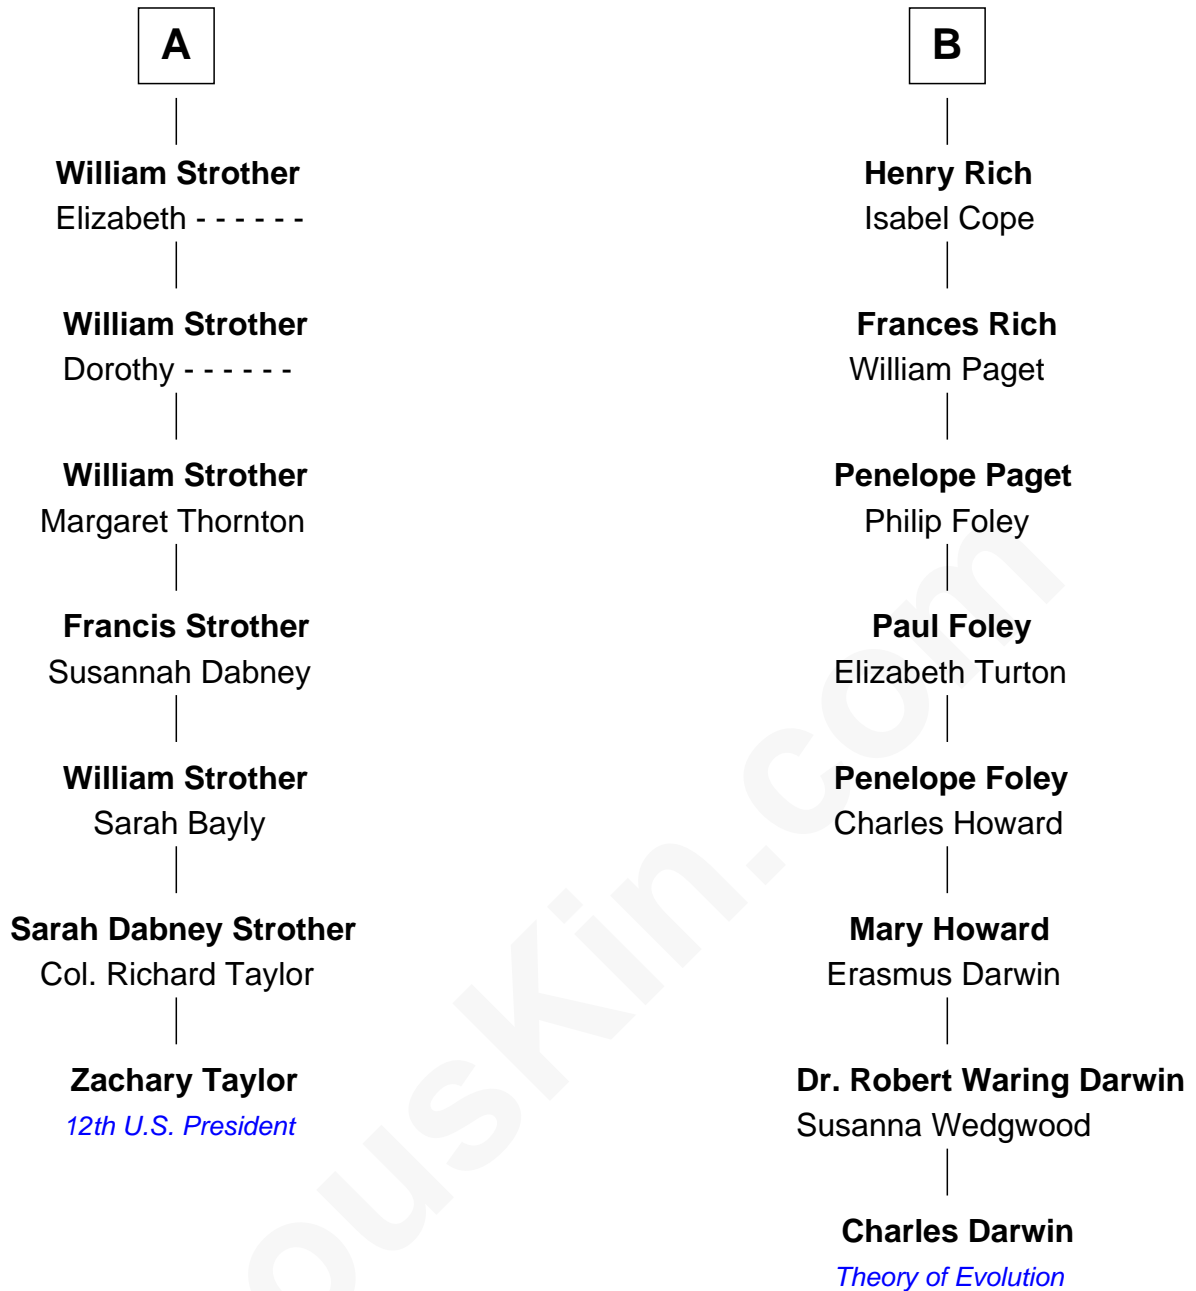 A
William Strother
Elizabeth - - - - - -
William Strother
Dorothy - - - - - -
William Strother
Margaret Thornton
Francis Strother
Susannah Dabney
William Strother
Sarah Bayly
Sarah Dabney Strother
Col. Richard Taylor
Zachary Taylor
12th U.S. President
B
Henry Rich
Isabel Cope
Frances Rich
William Paget
Penelope Paget
Philip Foley
Paul Foley
Elizabeth Turton
Penelope Foley
Charles Howard
Mary Howard
Erasmus Darwin
Dr. Robert Waring Darwin
Susanna Wedgwood
Charles Darwin
Theory of Evolution
ousKin.com